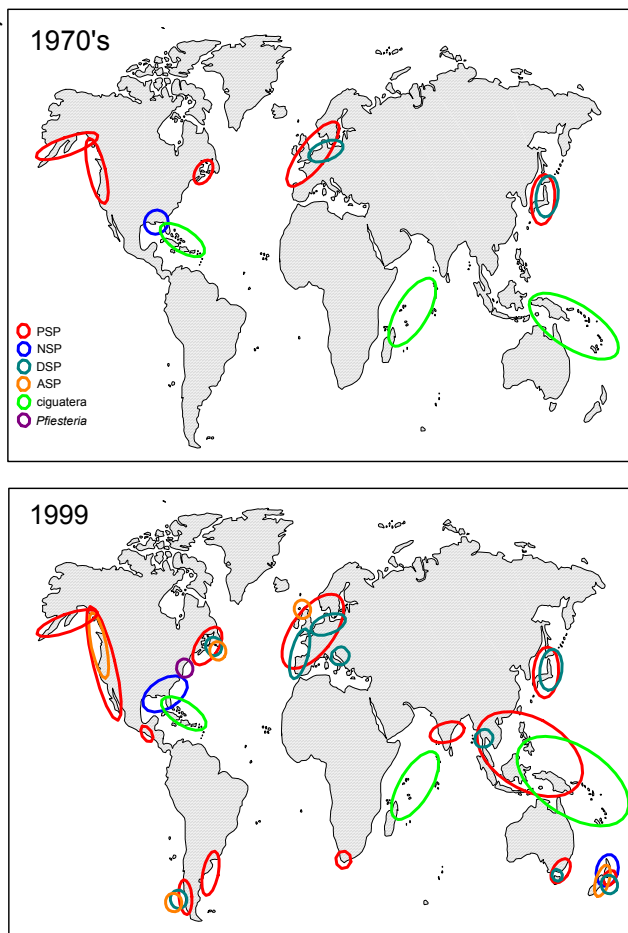 1970's
PSP
NSP
DSP
ASP
ciguatera
Pfiesteria
1999